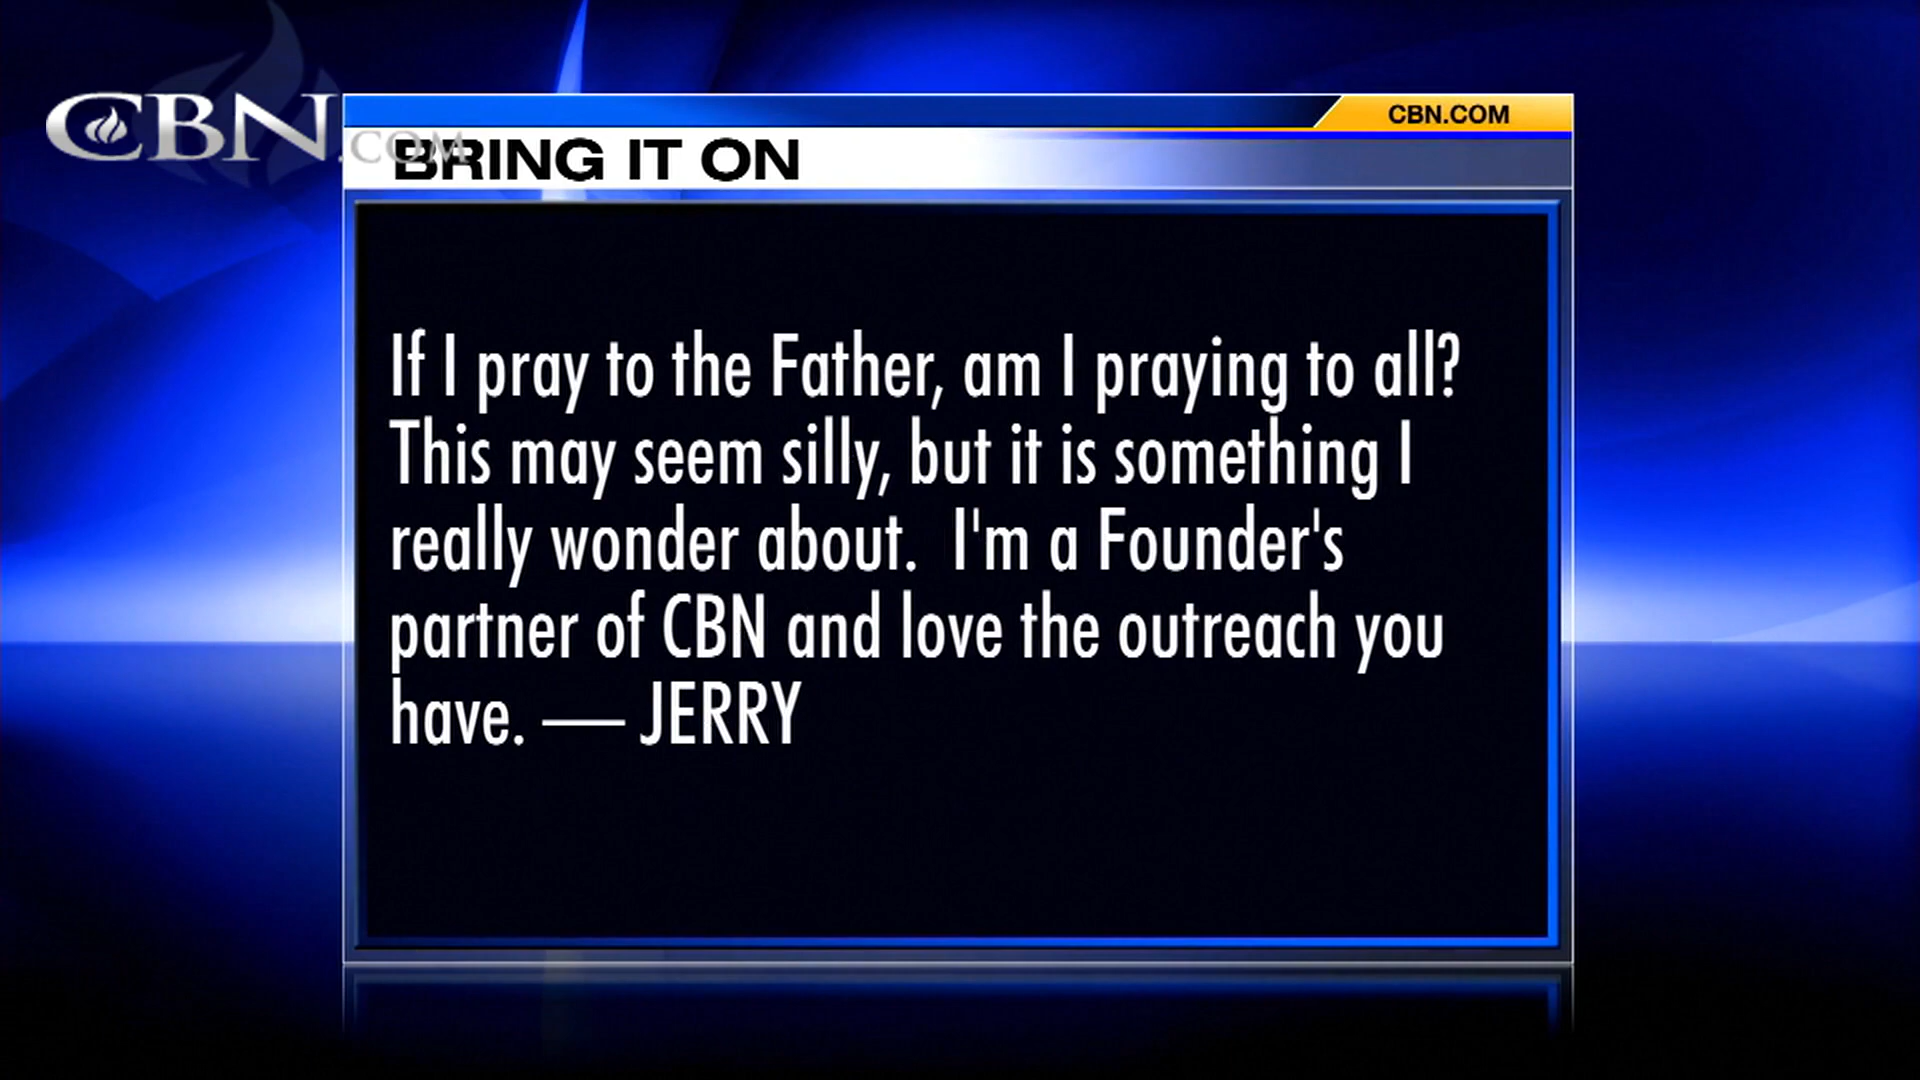 CBN.COM
CBN.COM
BRING IT ON
If I pray to the Father, am I praying to all?
This may seem silly, but it is something I
really wonder about.  I'm a Founder's
partner of CBN and love the outreach you
have. — JERRY